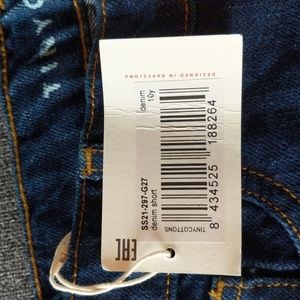 DESIGNED IN BARCELONA
denim
10y
8 434525 188264
TINYCOTTONS
SS21-297-G27
denim short
EAC